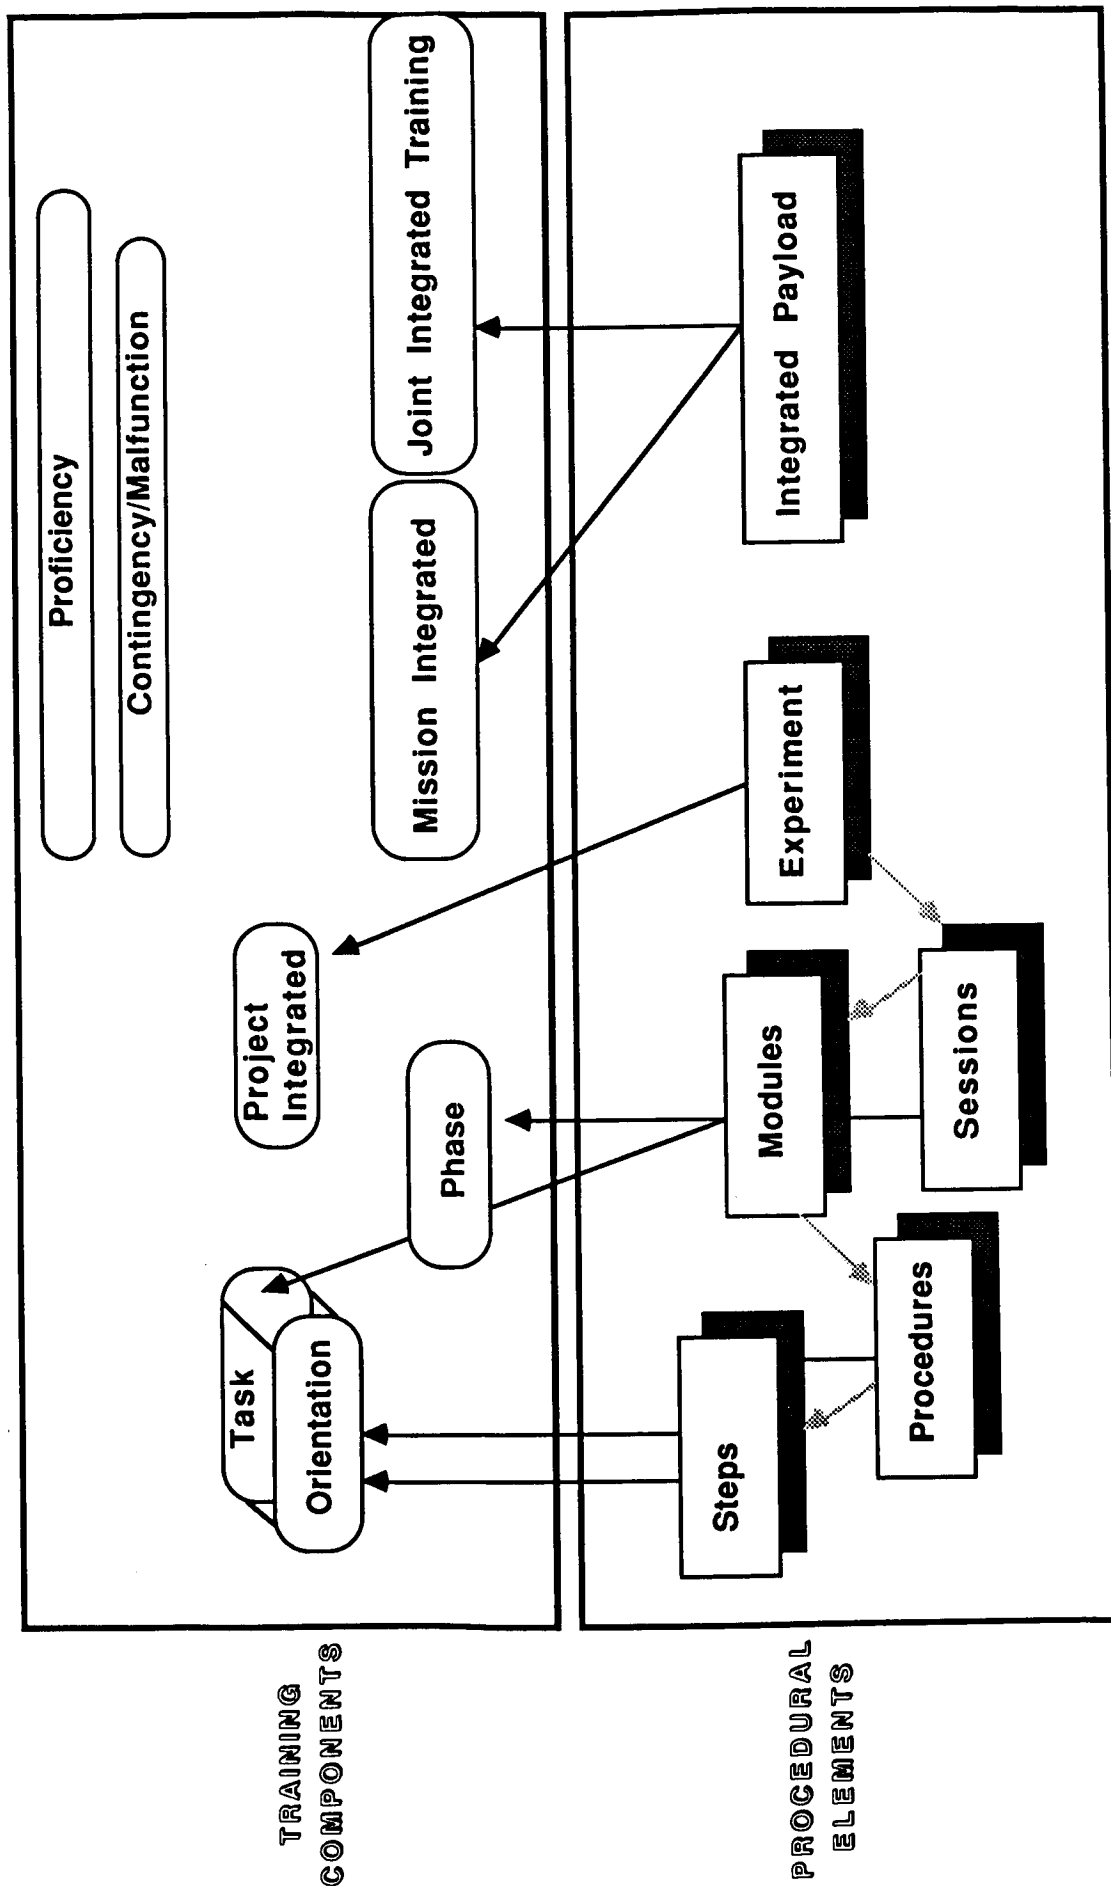 TRAINING
COMPONENTS
Proficiency
Contingency/Malfunction
Task
Orientation
Project
Integrated
Phase
Mission Integrated
Joint Integrated Training
PROCEDURAL
ELEMENTS
Steps
Procedures
Modules
Sessions
Experiment
Integrated Payload